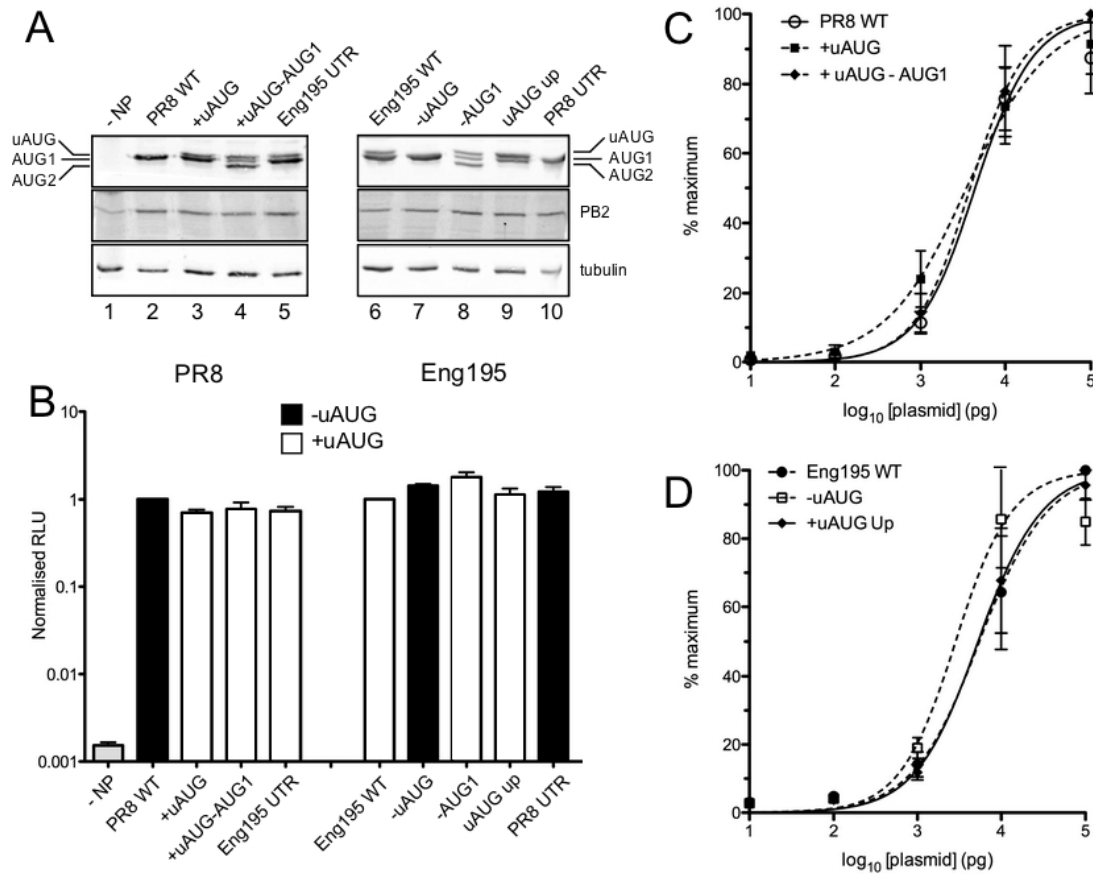 A
- NP
PR8 WT
+uAUG
+uAUG-AUG1
Eng195 UTR
Eng195 WT
-uAUG
-AUG1
uAUG up
PR8 UTR
uAUG
AUG1
AUG2
uAUG
AUG1
AUG2
PB2
tubulin
1 2 3 4 5 6 7 8 9 10
PR8 Eng195
B
-uAUG
+uAUG
Normalised RLU
10
1
0.1
0.01
0.001
- NP
PR8 WT
+uAUG
+uAUG-AUG1
Eng195 UTR
Eng195 WT
-uAUG
-AUG1
uAUG up
PR8 UTR
C
PR8 WT
+uAUG
+ uAUG - AUG1
% maximum
100
80
60
40
20
0
1 2 3 4 5
log10 [plasmid] (pg)
D
Eng195 WT
-uAUG
+uAUG Up
% maximum
100
80
60
40
20
0
1 2 3 4 5
log10 [plasmid] (pg)